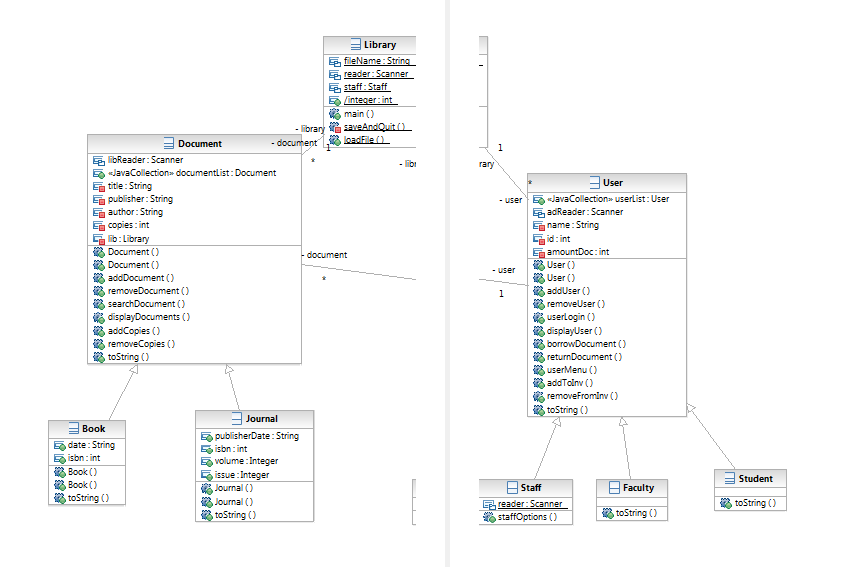 Library
fileName : String
reader : Scanner
staff : Staff
/integer : int
main ( )
saveAndQuit ( )
loadFile ( )
- library
1
- document
*
- libr
rary
1
*
- user
Document
libReader : Scanner
«JavaCollection» documentList : Document
title : String
publisher : String
author : String
copies : int
lib : Library
Document ( )
Document ( )
addDocument ( )
removeDocument ( )
searchDocument ( )
displayDocuments ( )
addCopies ( )
removeCopies ( )
toString ( )
- document
*
- user
1
User
«JavaCollection» userList : User
adReader : Scanner
name : String
id : int
amountDoc : int
User ( )
User ( )
addUser ( )
removeUser ( )
userLogin ( )
displayUser ( )
borrowDocument ( )
returnDocument ( )
userMenu ( )
addToInv ( )
removeFromInv ( )
toString ( )
Book
date : String
isbn : int
Book ( )
Book ( )
toString ( )
Journal
publisherDate : String
isbn : int
volume : Integer
issue : Integer
Journal ( )
Journal ( )
toString ( )
Staff
reader : Scanner
staffOptions ( )
Faculty
toString ( )
Student
toString ( )